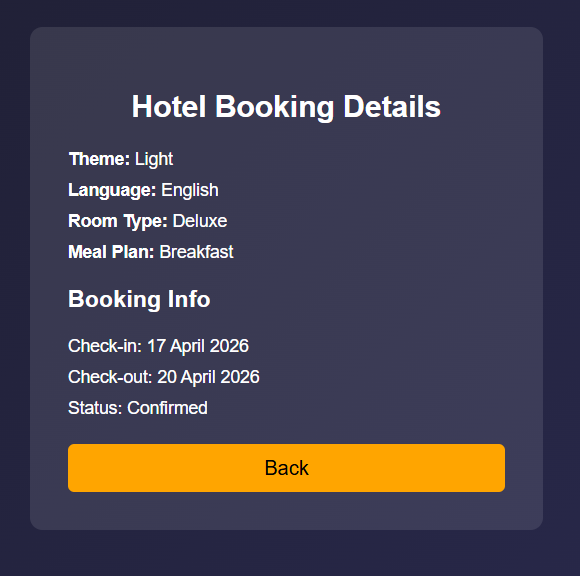 Hotel Booking Details
Theme: Light
Language: English
Room Type: Deluxe
Meal Plan: Breakfast
Booking Info
Check-in: 17 April 2026
Check-out: 20 April 2026
Status: Confirmed
Back